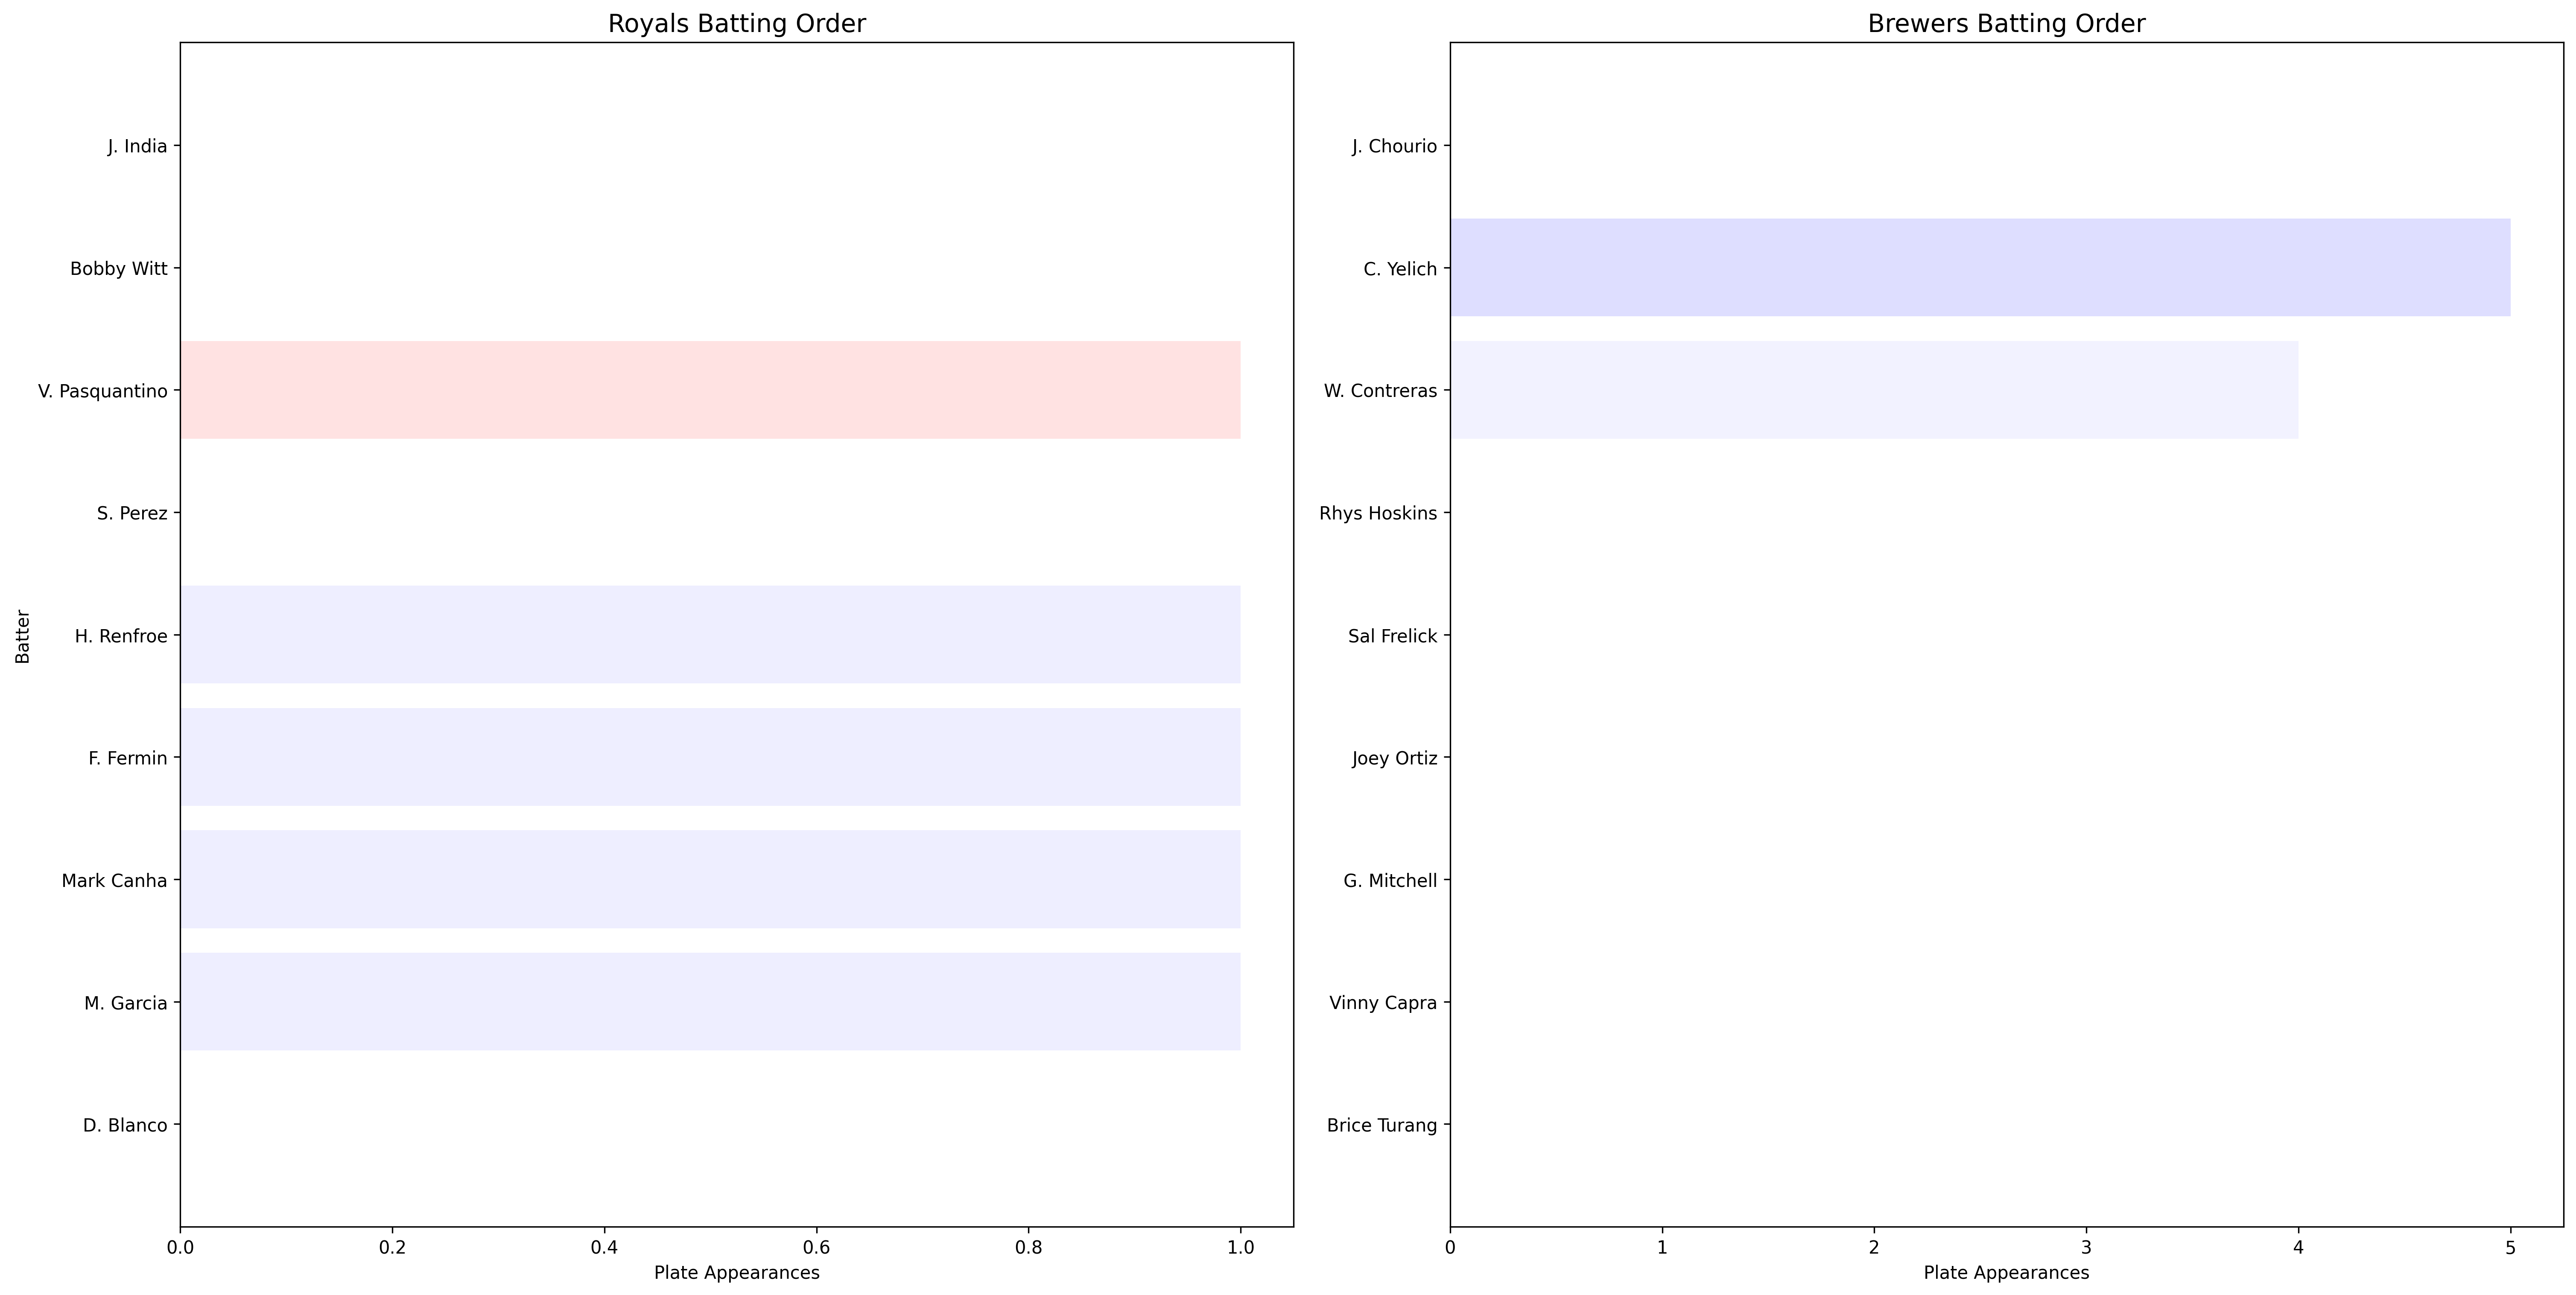 Royals Batting Order
Batter
J. India
Bobby Witt
V. Pasquantino
S. Perez
H. Renfroe
F. Fermin
Mark Canha
M. Garcia
D. Blanco
0.0 0.2 0.4 0.6 0.8 1.0
Plate Appearances
Brewers Batting Order
J. Chourio
C. Yelich
W. Contreras
Rhys Hoskins
Sal Frelick
Joey Ortiz
G. Mitchell
Vinny Capra
Brice Turang
0 1 2 3 4 5
Plate Appearances